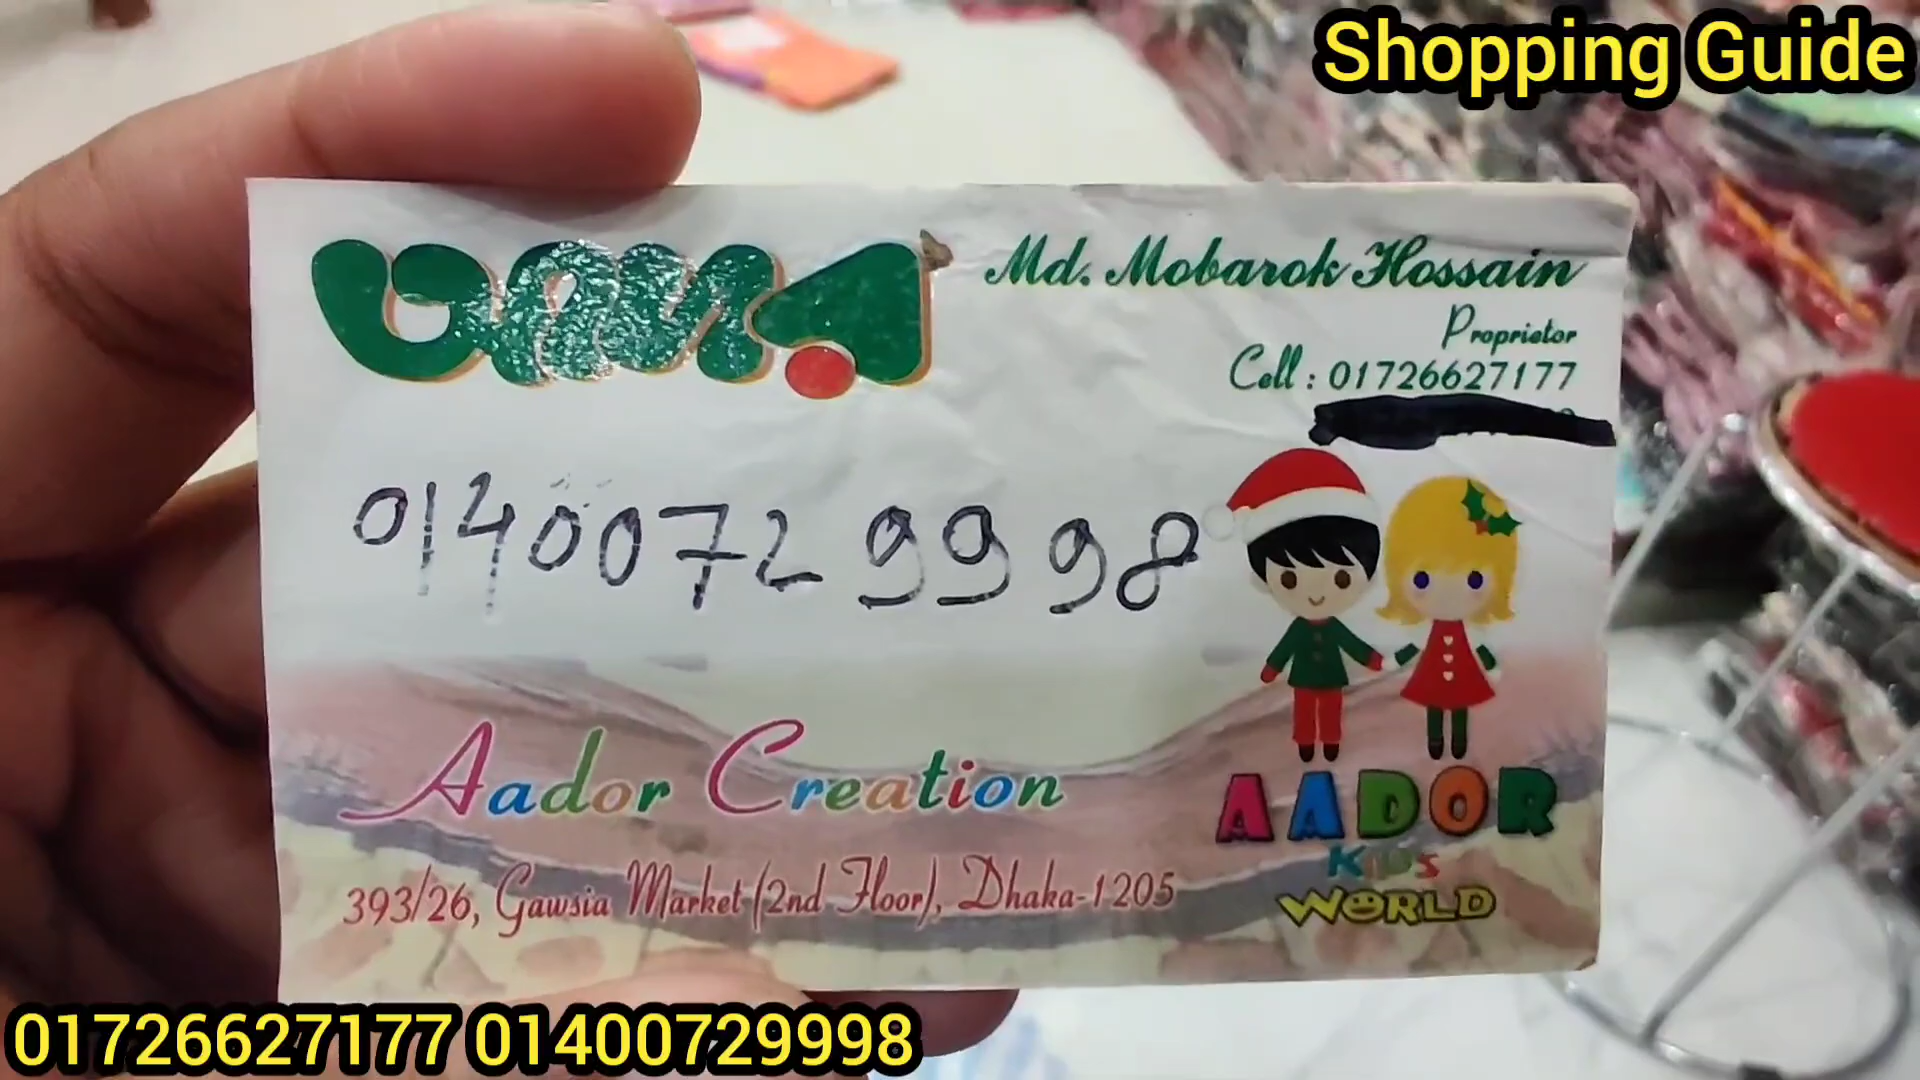 Shopping Guide
Md. Mobarok Hossain
Proprietor
Cell : 01726627177
01400729998
Aador Creation
393/26, Gawsia Market (2nd Floor), Dhaka-1205
AADOR
KIDS
WORLD
01726627177 01400729998